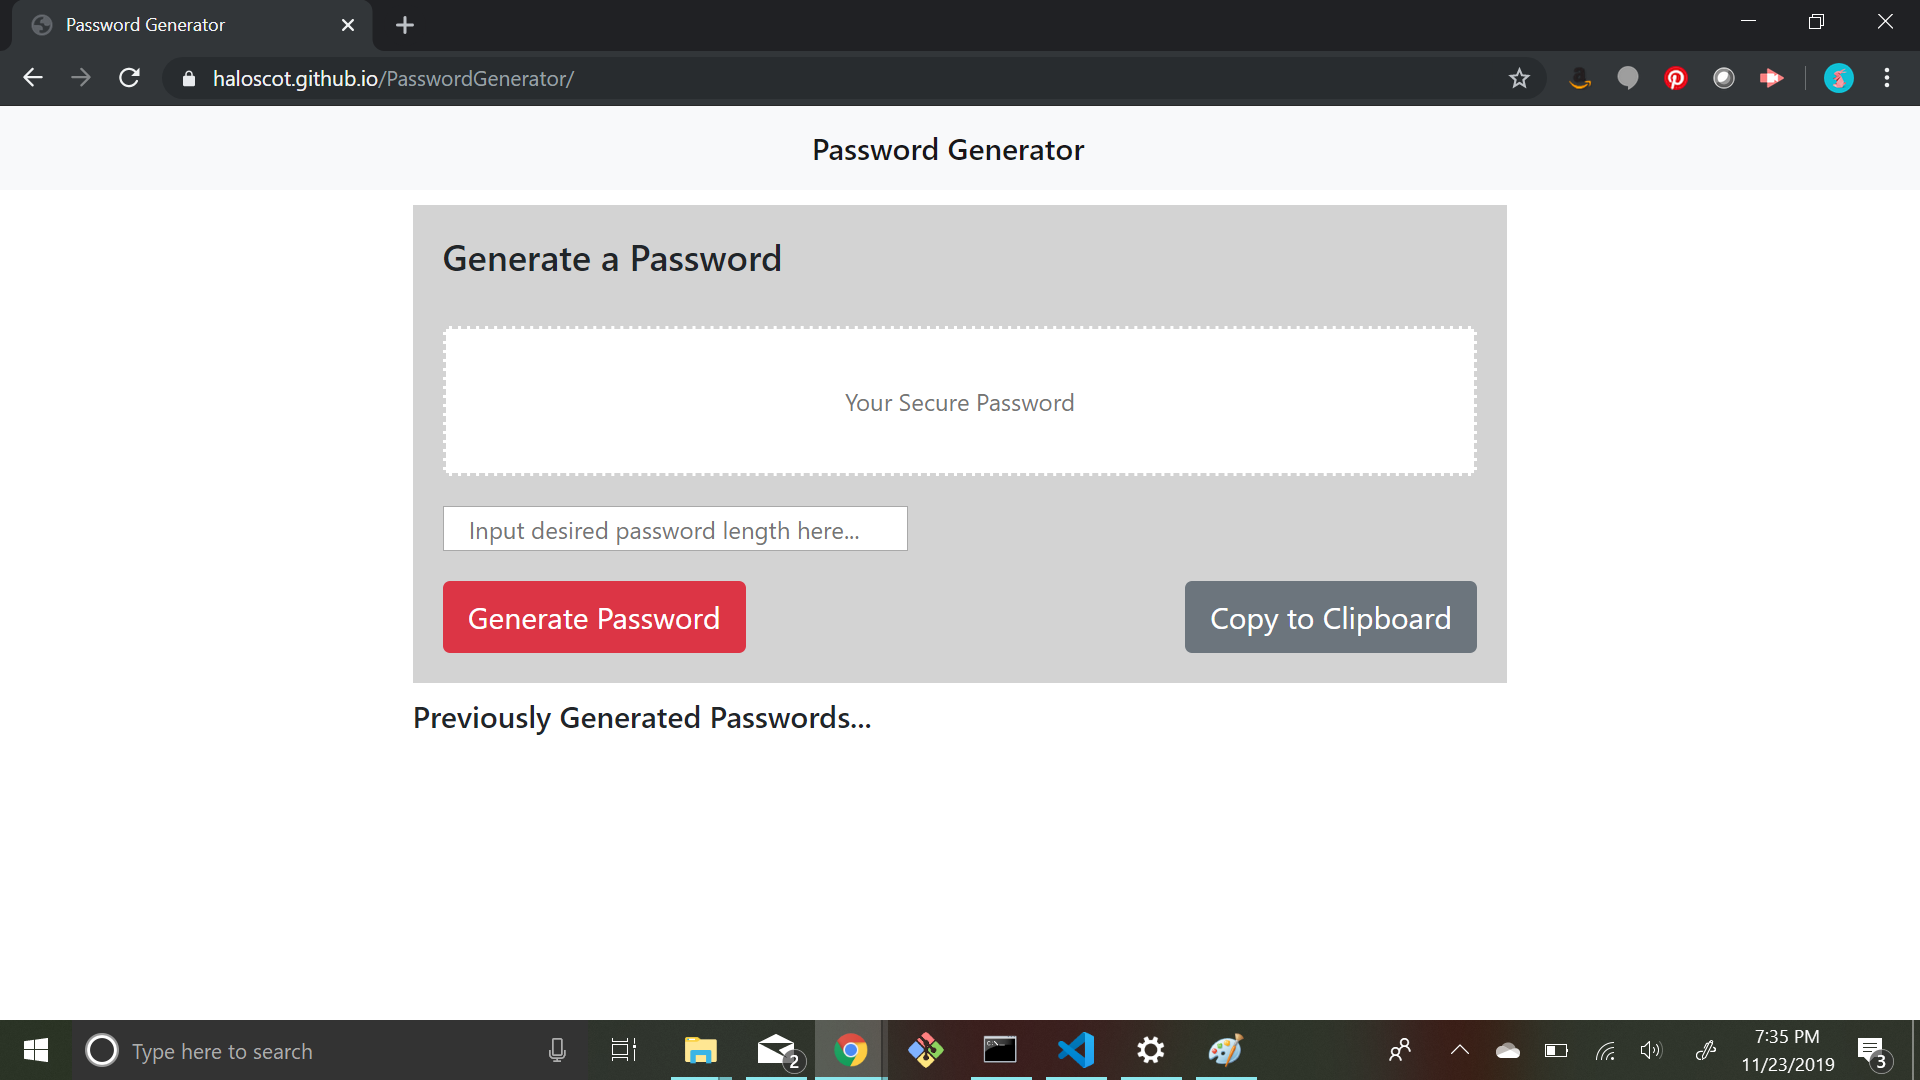 Password Generator
haloscot.github.io/PasswordGenerator/
Password Generator
Generate a Password
Your Secure Password
Input desired password length here...
Generate Password
Copy to Clipboard
Previously Generated Passwords...
Type here to search
2
7:35 PM
11/23/2019
3